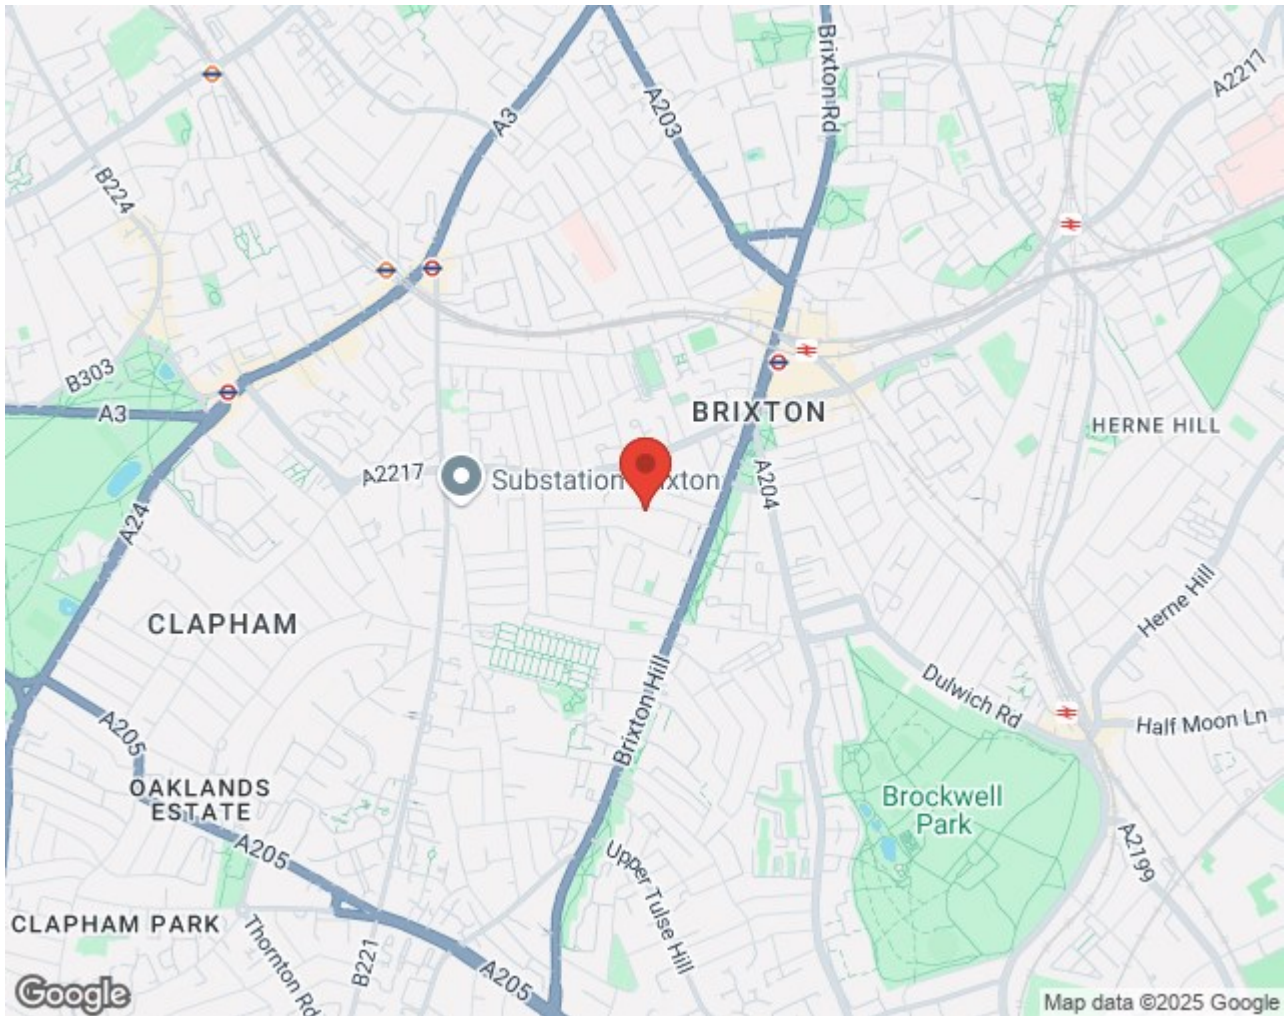 A2217
Brixton Rd
A203
A3
B224
B303
A3
BRIXTON
HERNE HILL
A2217
Substation Brixton
A204
A24
Herne Hill
CLAPHAM
Dulwich Rd
Brixton Hill
Half Moon Ln
A205
OAKLANDS
ESTATE
Brockwell
Park
A205
Upper Tulse Hill
A2199
CLAPHAM PARK
Thornton Rd
B221
A205
Google
Map data ©2025 Google